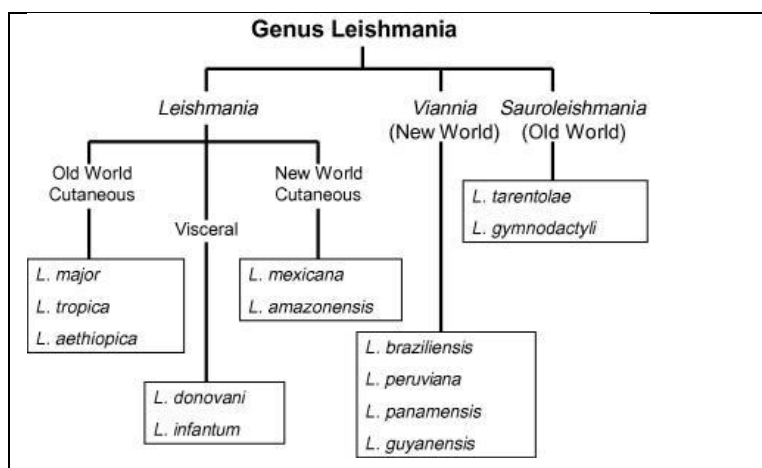 Genus Leishmania
Leishmania
Viannia
(New World)
Sauroleishmania
(Old World)
Old World
Cutaneous
Visceral
New World
Cutaneous
L. tarentolae
L. gymnodactyli
L. major
L. tropica
L. aethiopica
L. mexicana
L. amazonensis
L. donovani
L. infantum
L. braziliensis
L. peruviana
L. panamensis
L. guyanensis